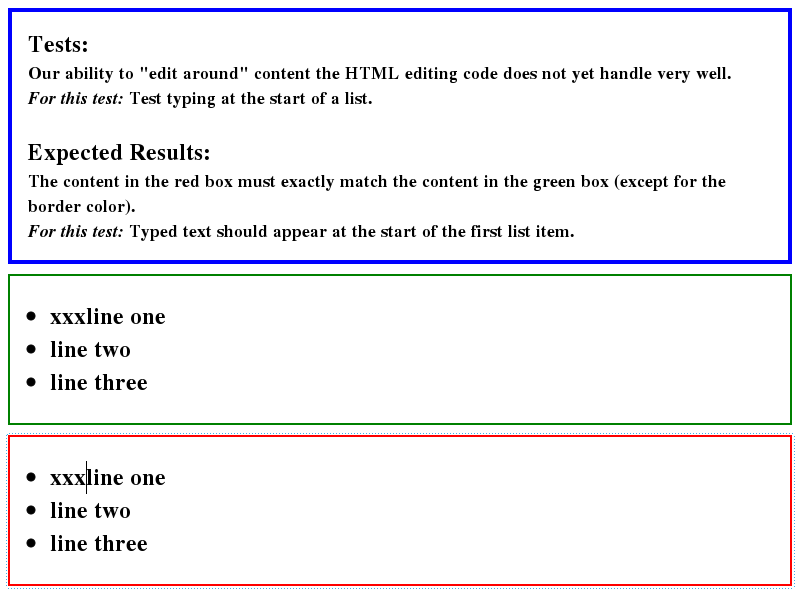 Tests:
Our ability to "edit around" content the HTML editing code does not yet handle very well.
For this test: Test typing at the start of a list.
Expected Results:
The content in the red box must exactly match the content in the green box (except for the
border color).
For this test: Typed text should appear at the start of the first list item.
• xxxline one
• line two
• line three
• xxxline one
• line two
• line three